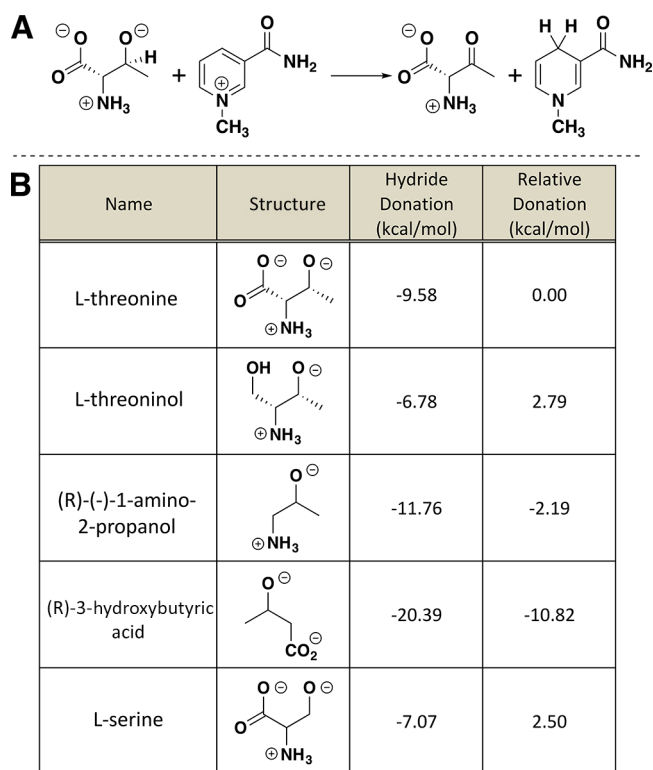 A
⊖ O O ⊖ H O NH3 ⊕
+
O NH2 N ⊕ CH3
⊖ O O O NH3 ⊕
+
H H O NH2 N CH3
B
Name Structure Hydride Donation (kcal/mol) Relative Donation (kcal/mol)
L-threonine
O ⊖ O ⊖
O
⊕ NH3
-9.58 0.00
L-threoninol
OH O ⊖
⊕ NH3
-6.78 2.79
(R)-(-)-1-amino-
2-propanol
O ⊖
⊕ NH3
-11.76 -2.19
(R)-3-hydroxybutyric
acid
O ⊖
CO2 ⊖
-20.39 -10.82
L-serine
O ⊖ O ⊖
O
⊕ NH3
-7.07 2.50